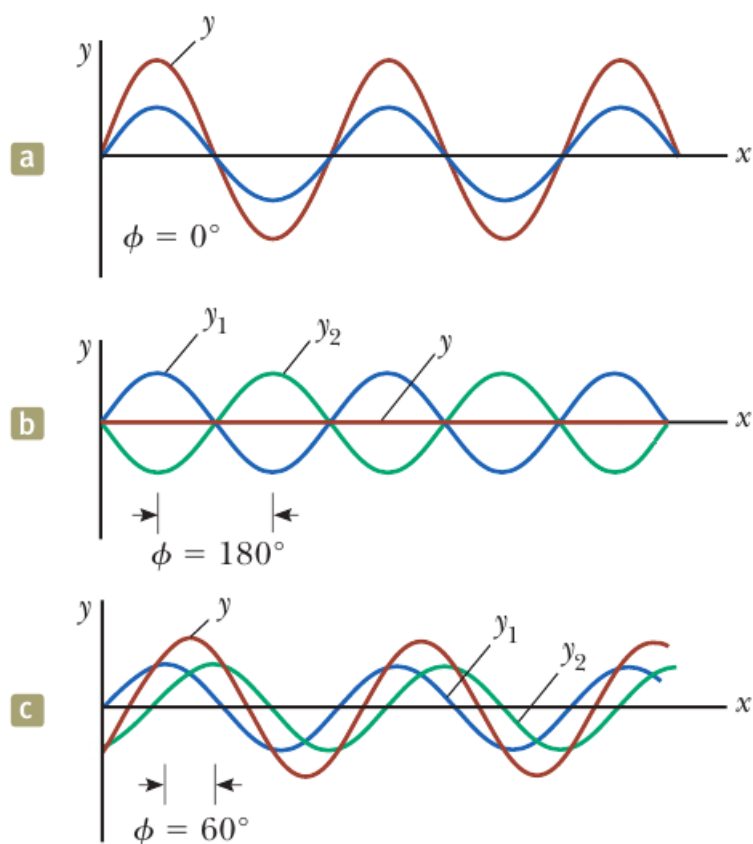 y
y
a
x
ϕ = 0°
y₁
y₂
y
y
b
x
ϕ = 180°
y
y
y₁
y₂
c
x
ϕ = 60°